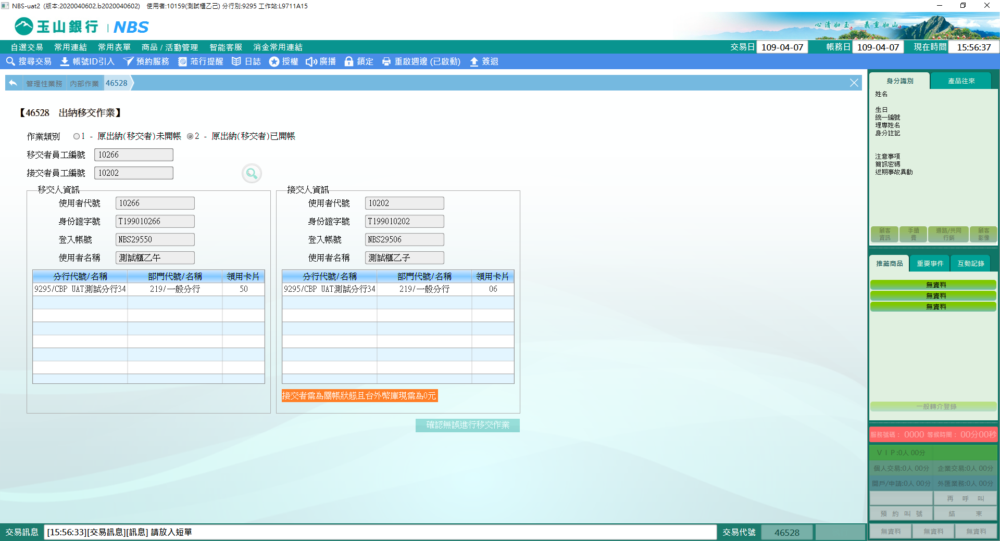 NBS-uat2 (版本:2020040602.b2020040602) 使用者:10159(測試櫃乙己) 分行別:9295 工作站:L9711A15
玉山銀行 | NBS
心清如玉 義重如山
自選交易 常用連結 常用表單 商品 / 活動管理 智能客服 消金常用連結 交易日 109-04-07 帳務日 109-04-07 現在時間 15:56:37
搜尋交易 帳號ID引入 預約服務 蒞行提醒 日誌 授權 廣播 鎖定 重啟週邊 (已啟動) 簽退
管理性業務 內部作業 46528
【46528 出納移交作業】
作業類別 1 - 原出納(移交者)未開帳 2 - 原出納(移交者)已開帳
移交者員工編號 10266
接交者員工編號 10202
移交人資訊
使用者代號 10266
身份證字號 T199010266
登入帳號 NBS29550
使用者名稱 測試櫃乙午
分行代號/名稱 部門代號/名稱 領用卡片
9295/CBP UAT測試分行34 219/一般分行 50
接交人資訊
使用者代號 10202
身份證字號 T199010202
登入帳號 NBS29506
使用者名稱 測試櫃乙子
分行代號/名稱 部門代號/名稱 領用卡片
9295/CBP UAT測試分行34 219/一般分行 06
接交者需為關帳狀態且台外幣庫現需為0元
確認無誤進行移交作業
身分識別 產品往來
姓名
生日
統一編號
理專姓名
身分註記
注意事項
簡訊密碼
近期事故異動
顧客資訊 手續費 通路/共同行銷 顧客影像
推薦商品 重要事件 互動記錄
無資料
無資料
無資料
一般轉介登錄
服務號碼： 0000 等候時間： 00分00秒
ＶＩＰ:0人 00分
個人交易:0人 00分 企業交易:0人 00分
開戶/申請:0人 00分 外匯業務:0人 00分
再 呼 叫
預 約 叫 號 結 束
無資料 無資料 無資料
交易訊息 [15:56:33][交易訊息][訊息] 請放入短單 交易代號 46528